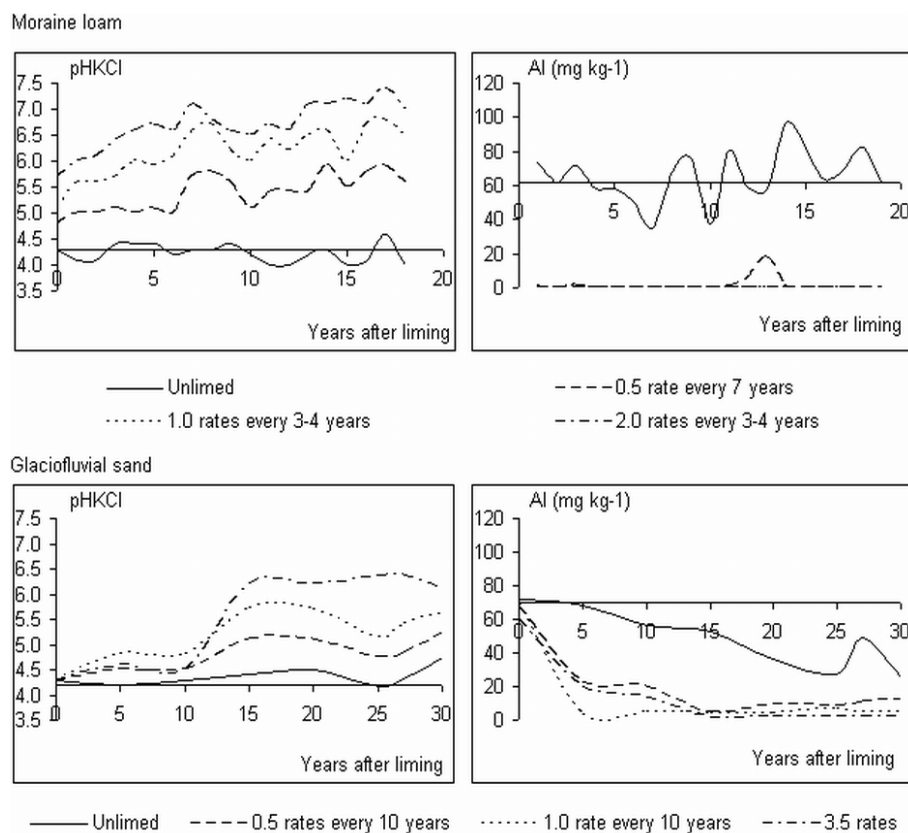 Moraine loam
pHKCl
7.5
7.0
6.5
6.0
5.5
5.0
4.5
4.0
3.5
0 5 10 15 20
Years after liming
Al (mg kg-1)
120
100
80
60
40
20
0
0 5 10 15 20
Years after liming
Unlimed
0.5 rate every 7 years
1.0 rates every 3-4 years
2.0 rates every 3-4 years
Glaciofluvial sand
pHKCl
7.5
7.0
6.5
6.0
5.5
5.0
4.5
4.0
3.5
0 5 10 15 20 25 30
Years after liming
Al (mg kg-1)
120
100
80
60
40
20
0
0 5 10 15 20 25 30
Years after liming
Unlimed
0.5 rates every 10 years
1.0 rate every 10 years
3.5 rates